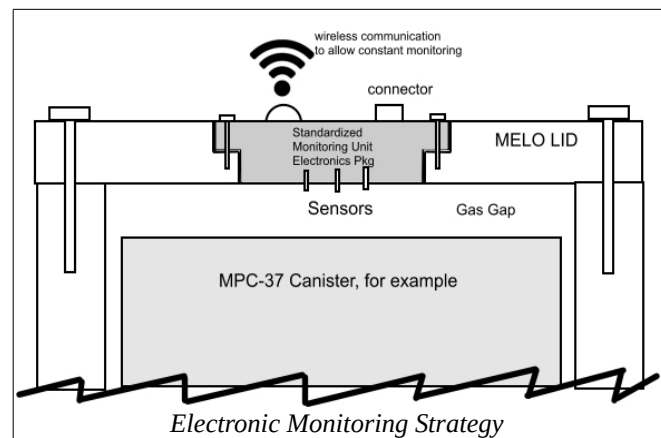 wireless communication
to allow constant monitoring
connector
Standardized
Monitoring Unit
Electronics Pkg
MELO LID
Sensors
Gas Gap
MPC-37 Canister, for example
Electronic Monitoring Strategy